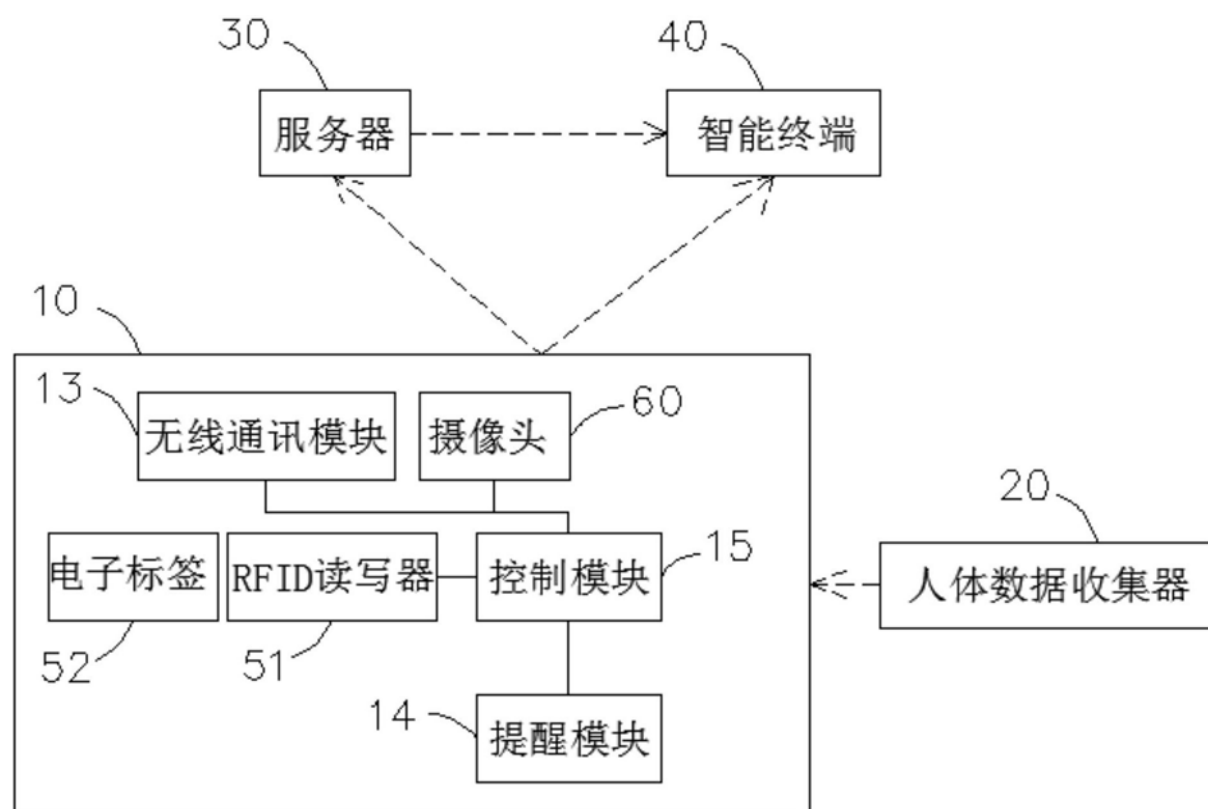 30
40
服务器
智能终端
10
13
无线通讯模块
摄像头
60
20
电子标签
RFID读写器
控制模块
15
人体数据收集器
52
51
14
提醒模块